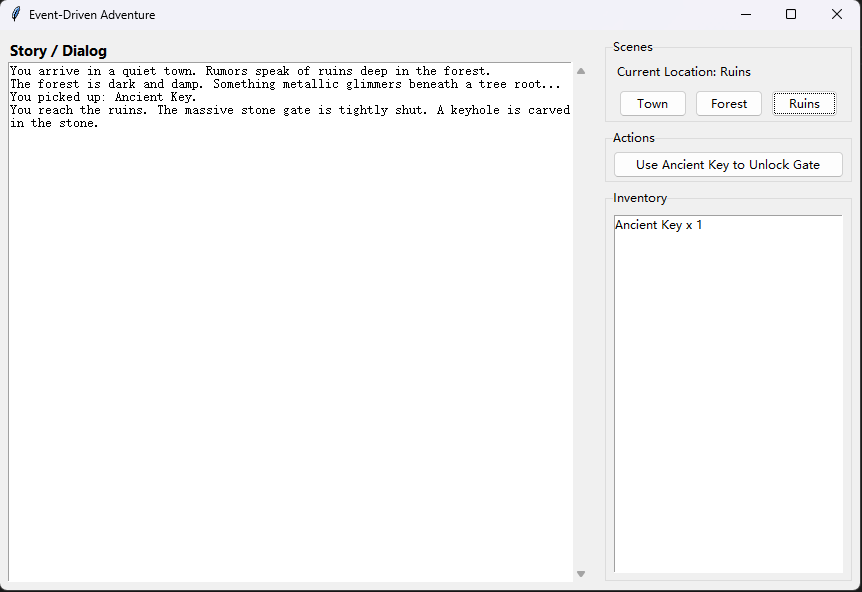 Event-Driven Adventure
Story / Dialog
You arrive in a quiet town. Rumors speak of ruins deep in the forest.
The forest is dark and damp. Something metallic glimmers beneath a tree root...
You picked up: Ancient Key.
You reach the ruins. The massive stone gate is tightly shut. A keyhole is carved
in the stone.
Scenes
Current Location: Ruins
Town Forest Ruins
Actions
Use Ancient Key to Unlock Gate
Inventory
Ancient Key x 1